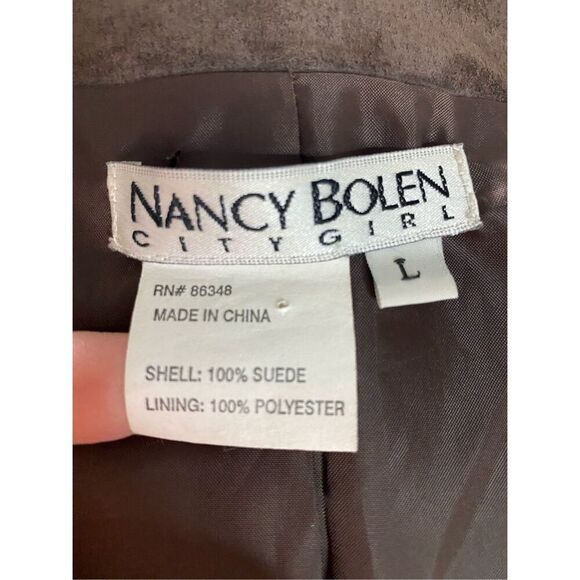 NANCY BOLEN
CITY GIRL
L
RN# 86348
MADE IN CHINA
SHELL: 100% SUEDE
LINING: 100% POLYESTER